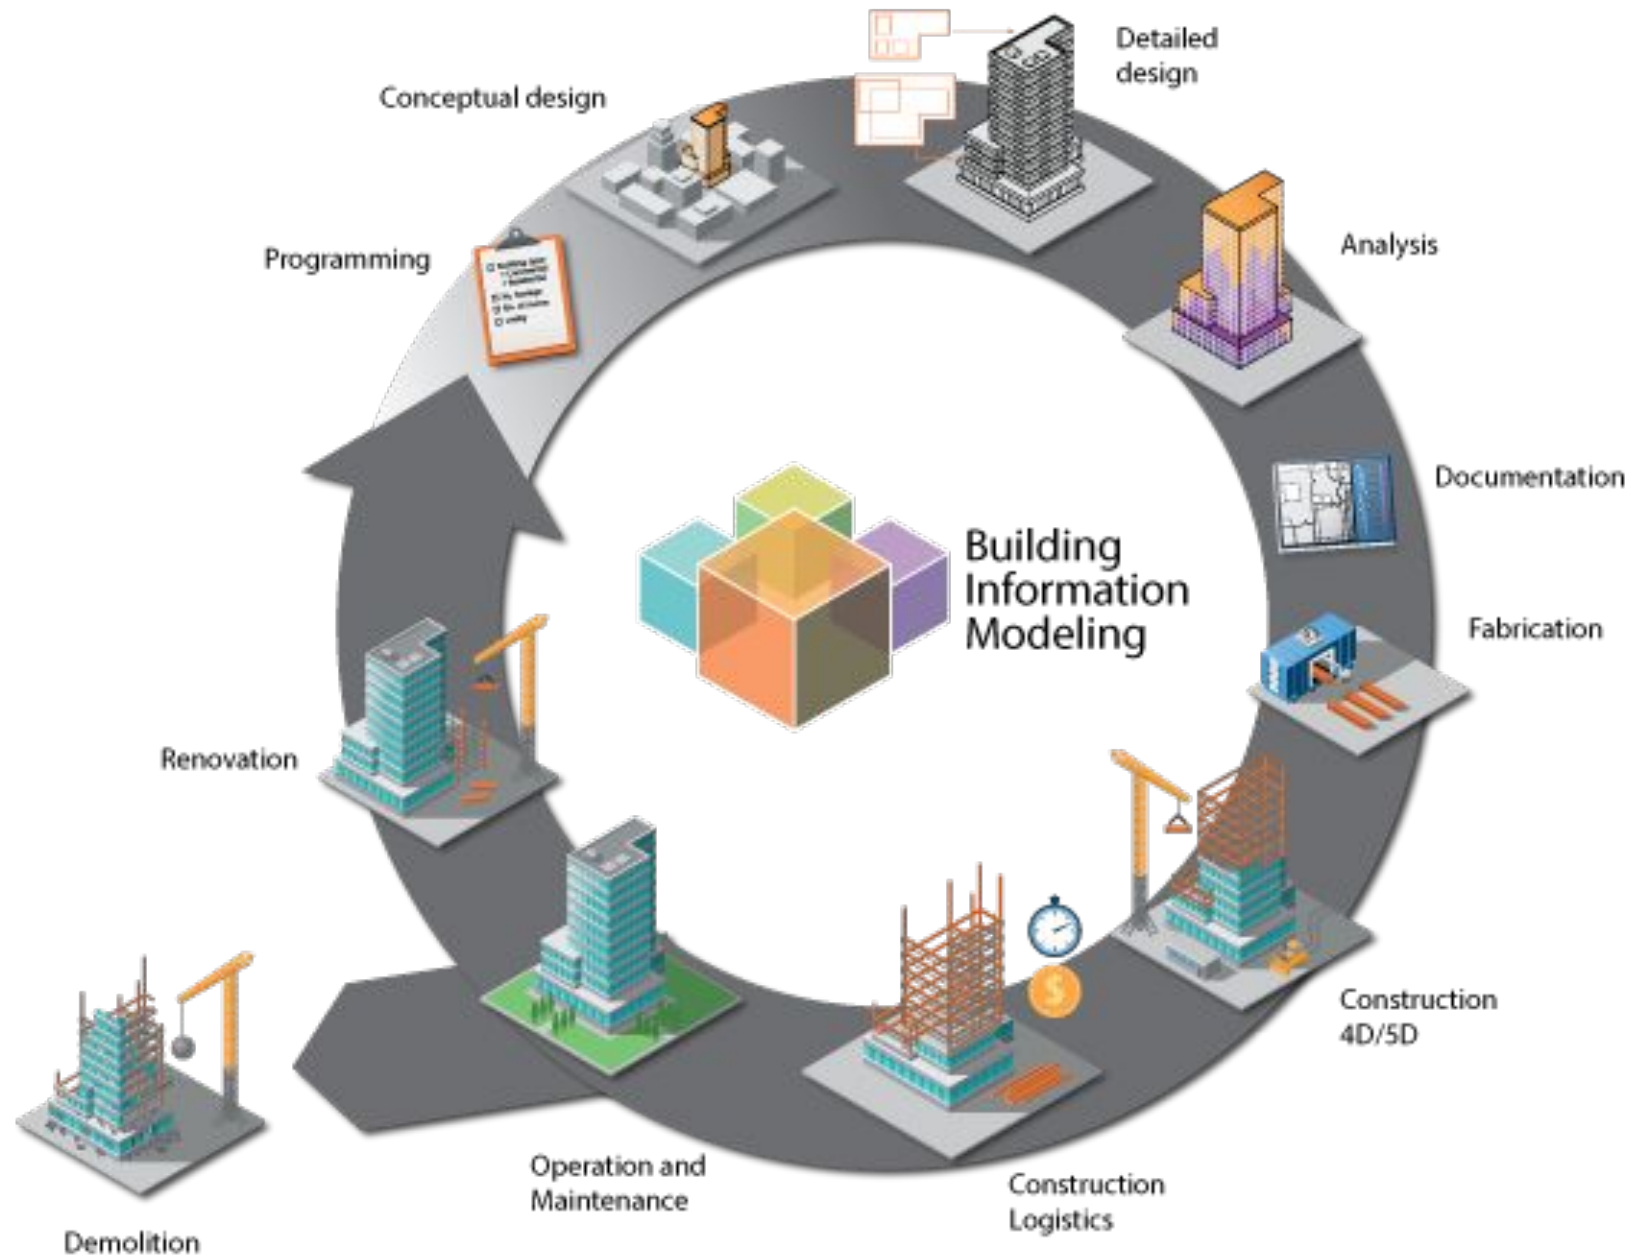 Detailed
design
Conceptual design
Analysis
Programming
Documentation
Building
Information
Modeling
Fabrication
Renovation
Construction
4D/5D
$
Operation and
Maintenance
Construction
Logistics
Demolition